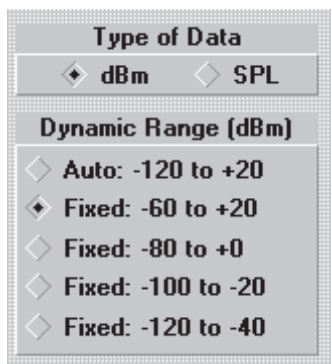 Type of Data
dBm SPL
Dynamic Range (dBm)
Auto: -120 to +20
Fixed: -60 to +20
Fixed: -80 to +0
Fixed: -100 to -20
Fixed: -120 to -40